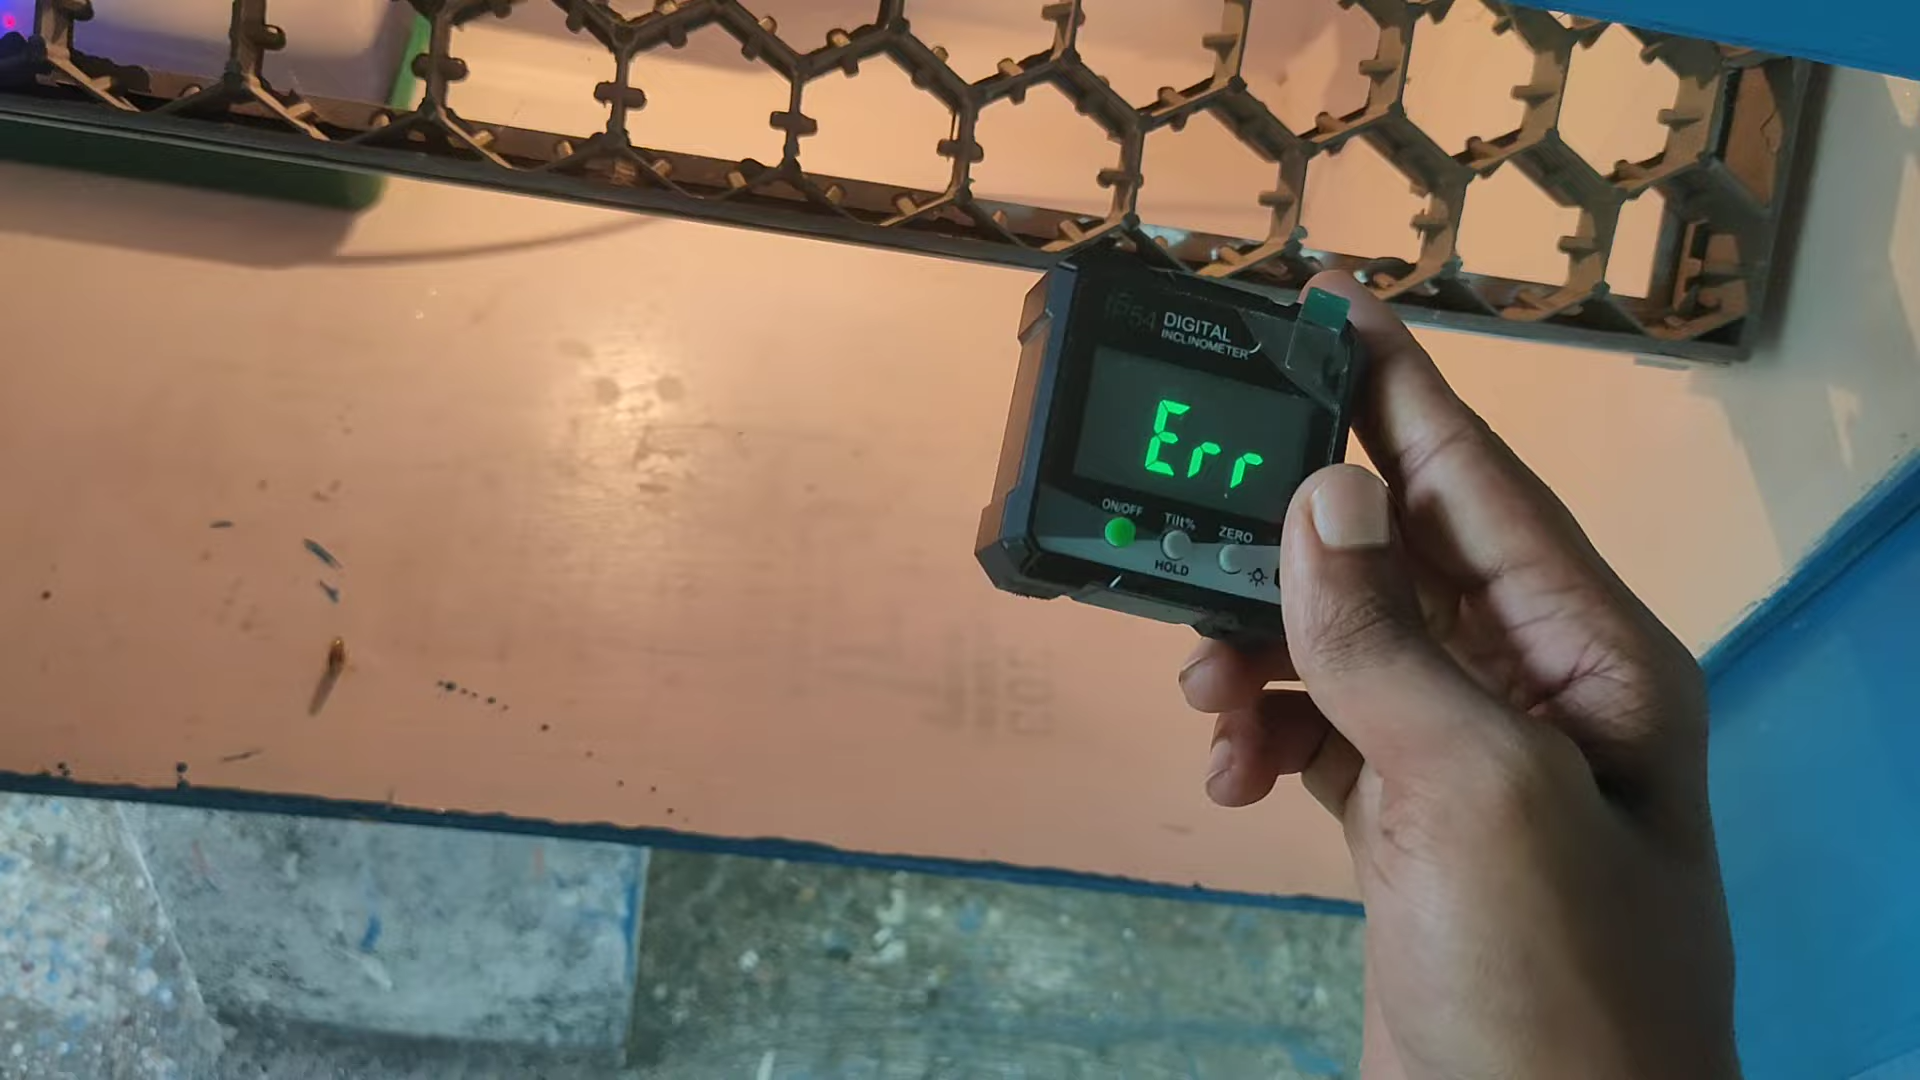 IP54
DIGITAL
INCLINOMETER
Err
ON/OFF
Tilt%
ZERO
HOLD